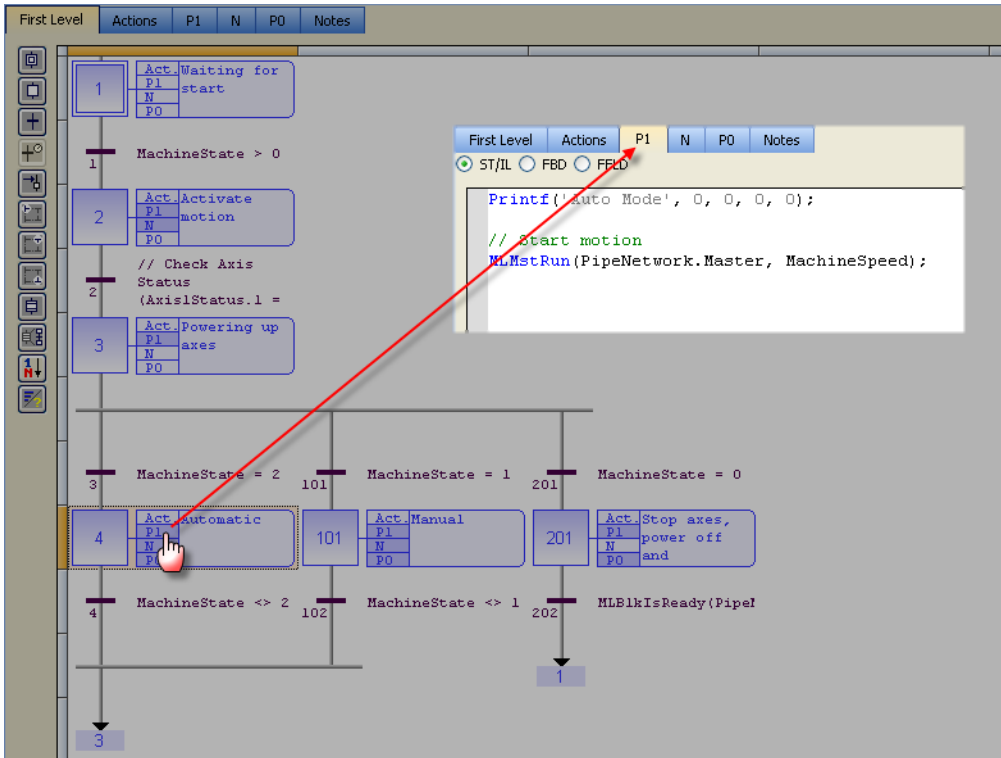 First Level Actions P1 N P0 Notes
1
Act. Waiting for
P1 start
N
P0
1 MachineState > 0
2
Act. Activate
P1 motion
N
P0
2
// Check Axis
Status
(Axis1Status.1 =
3
Act. Powering up
P1 axes
N
P0
First Level Actions P1 N P0 Notes
ST/IL FBD FFLD
Printf('Auto Mode', 0, 0, 0, 0);
// Start motion
MLMstRun(PipeNetwork.Master, MachineSpeed);
3 MachineState = 2
101 MachineState = 1
201 MachineState = 0
4
Act. Automatic
P1
N
P0
101
Act. Manual
P1
N
P0
201
Act. Stop axes,
P1 power off
N and
P0
4 MachineState <> 2
102 MachineState <> 1
202 MLBlkIsReady(PipeN
1
3